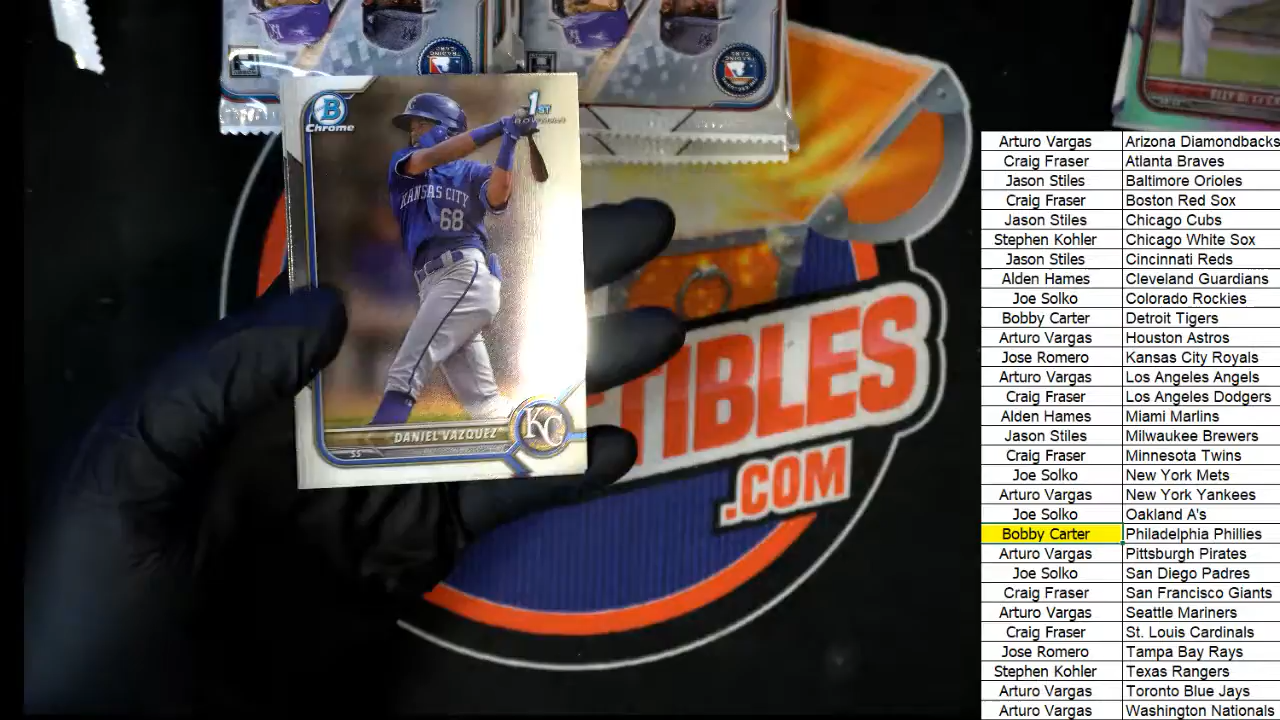 B
Chrome
1ST
BOWMAN
KANSAS CITY
68
DANIEL VAZQUEZ
SS
KC
TIBLES
.COM
Arturo Vargas Arizona Diamondbacks
Craig Fraser Atlanta Braves
Jason Stiles Baltimore Orioles
Craig Fraser Boston Red Sox
Jason Stiles Chicago Cubs
Stephen Kohler Chicago White Sox
Jason Stiles Cincinnati Reds
Alden Hames Cleveland Guardians
Joe Solko Colorado Rockies
Bobby Carter Detroit Tigers
Arturo Vargas Houston Astros
Jose Romero Kansas City Royals
Arturo Vargas Los Angeles Angels
Craig Fraser Los Angeles Dodgers
Alden Hames Miami Marlins
Jason Stiles Milwaukee Brewers
Craig Fraser Minnesota Twins
Joe Solko New York Mets
Arturo Vargas New York Yankees
Joe Solko Oakland A's
Bobby Carter Philadelphia Phillies
Arturo Vargas Pittsburgh Pirates
Joe Solko San Diego Padres
Craig Fraser San Francisco Giants
Arturo Vargas Seattle Mariners
Craig Fraser St. Louis Cardinals
Jose Romero Tampa Bay Rays
Stephen Kohler Texas Rangers
Arturo Vargas Toronto Blue Jays
Arturo Vargas Washington Nationals